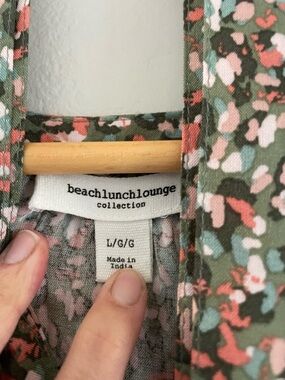 beachlunchlounge
collection
L/G/G
Made in
India